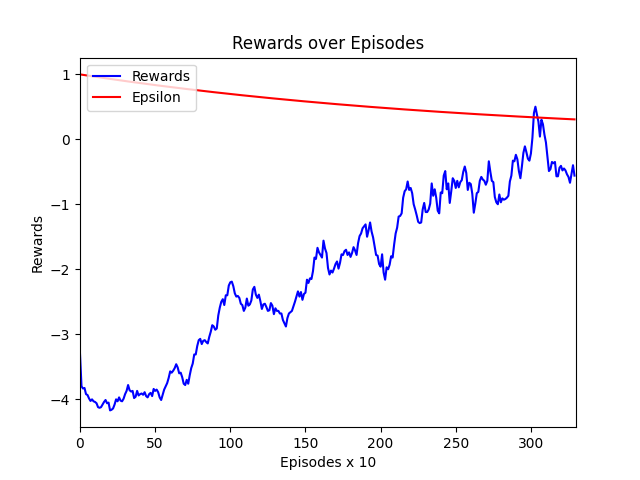 Rewards over Episodes
Rewards
Epsilon
1
0
−1
−2
−3
−4
Rewards
0 50 100 150 200 250 300
Episodes x 10